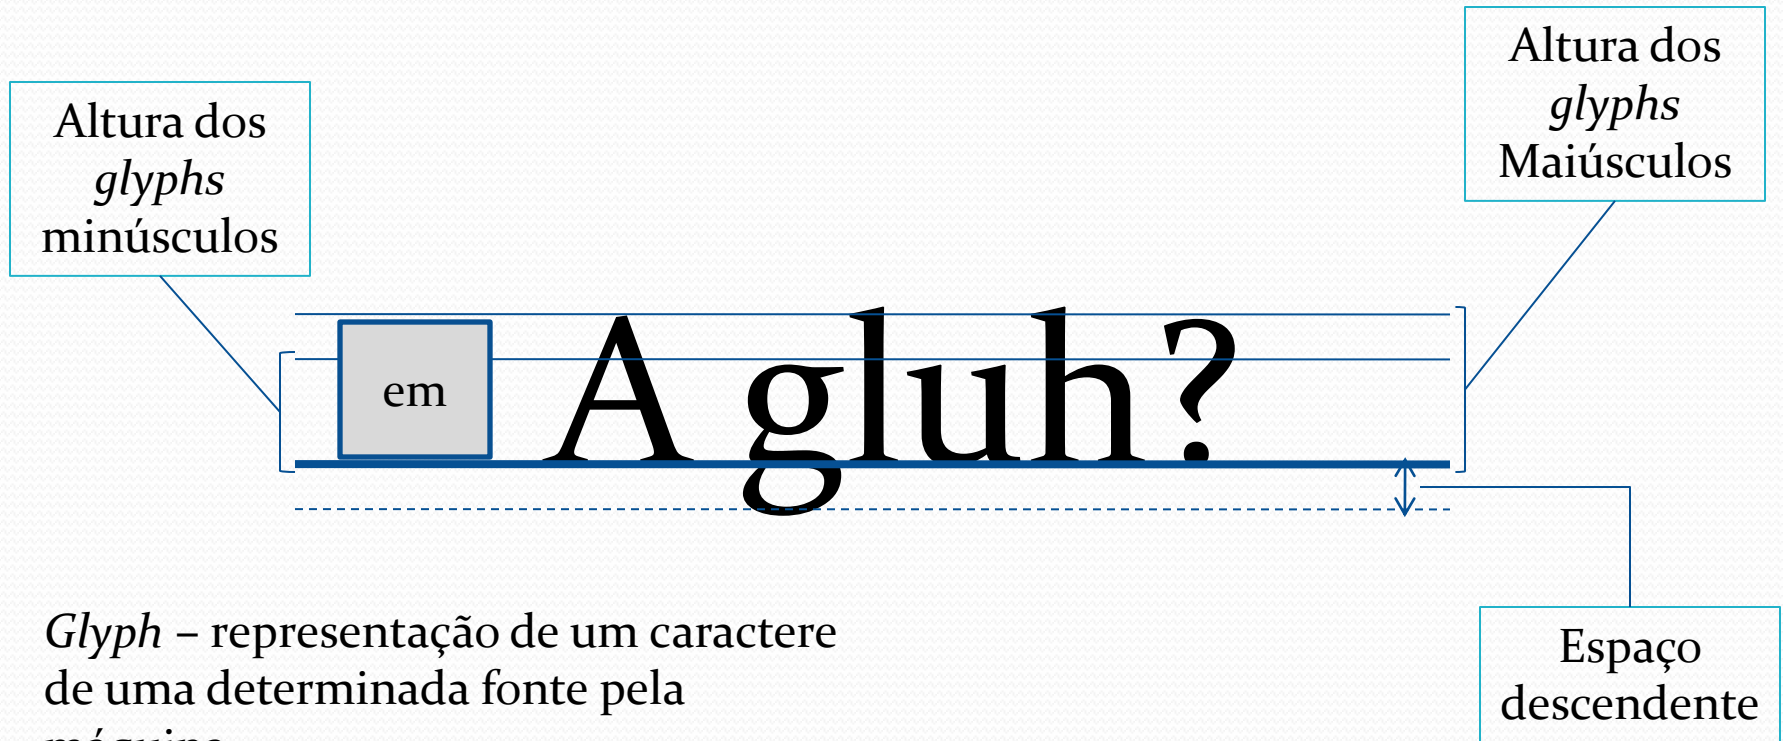 Altura dos
glyphs
Maiúsculos
Altura dos
glyphs
minúsculos
em
A gluh?
Glyph – representação de um caractere
de uma determinada fonte pela
Espaço
descendente